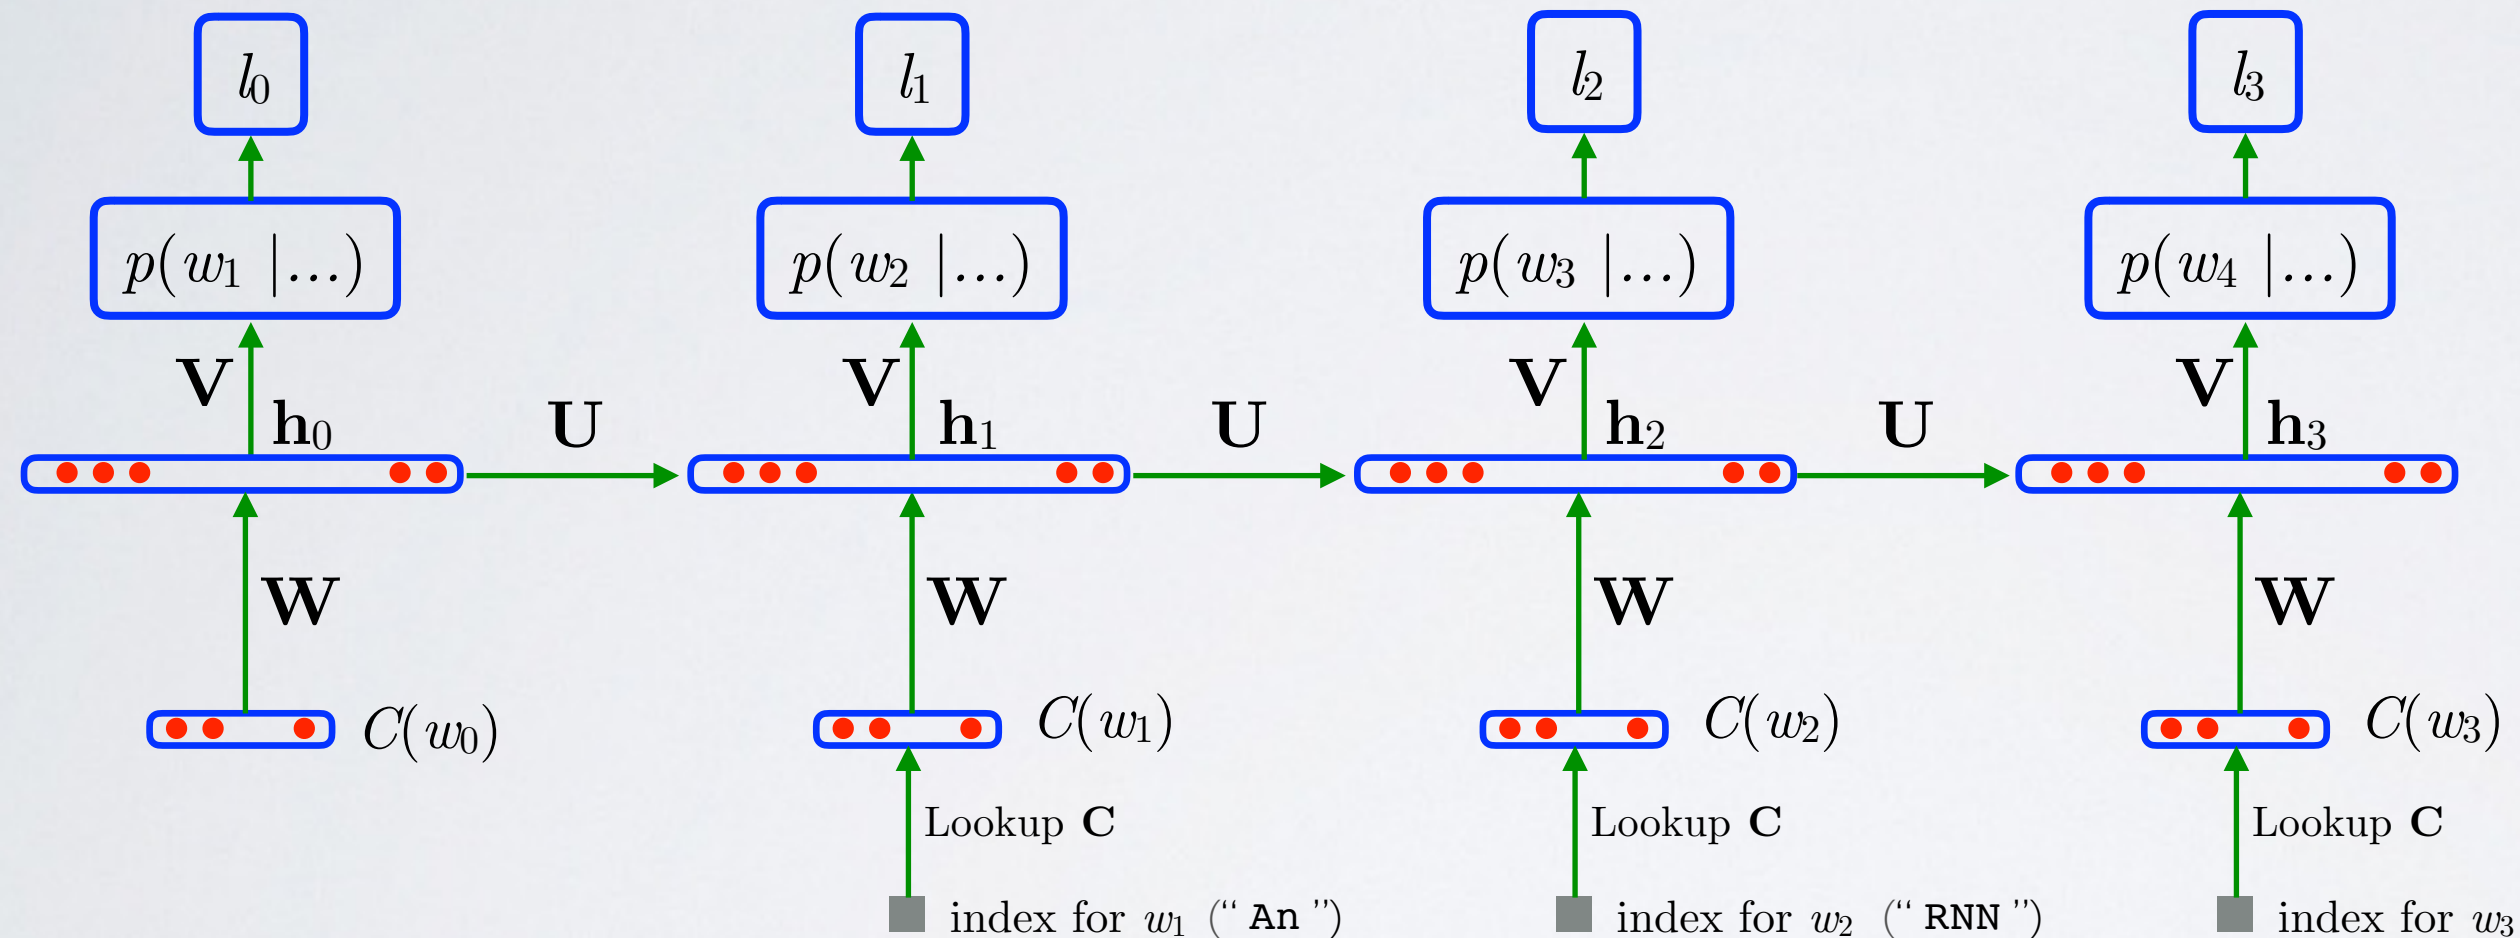 l0 l1 l2 l3
p(w1 |...) p(w2 |...) p(w3 |...) p(w4 |...)
V V V V
h0 U h1 U h2 U h3
W W W W
C(w0) C(w1) C(w2) C(w3)
Lookup C Lookup C Lookup C
index for w1 (“ An ”) index for w2 (“ RNN ”) index for w3